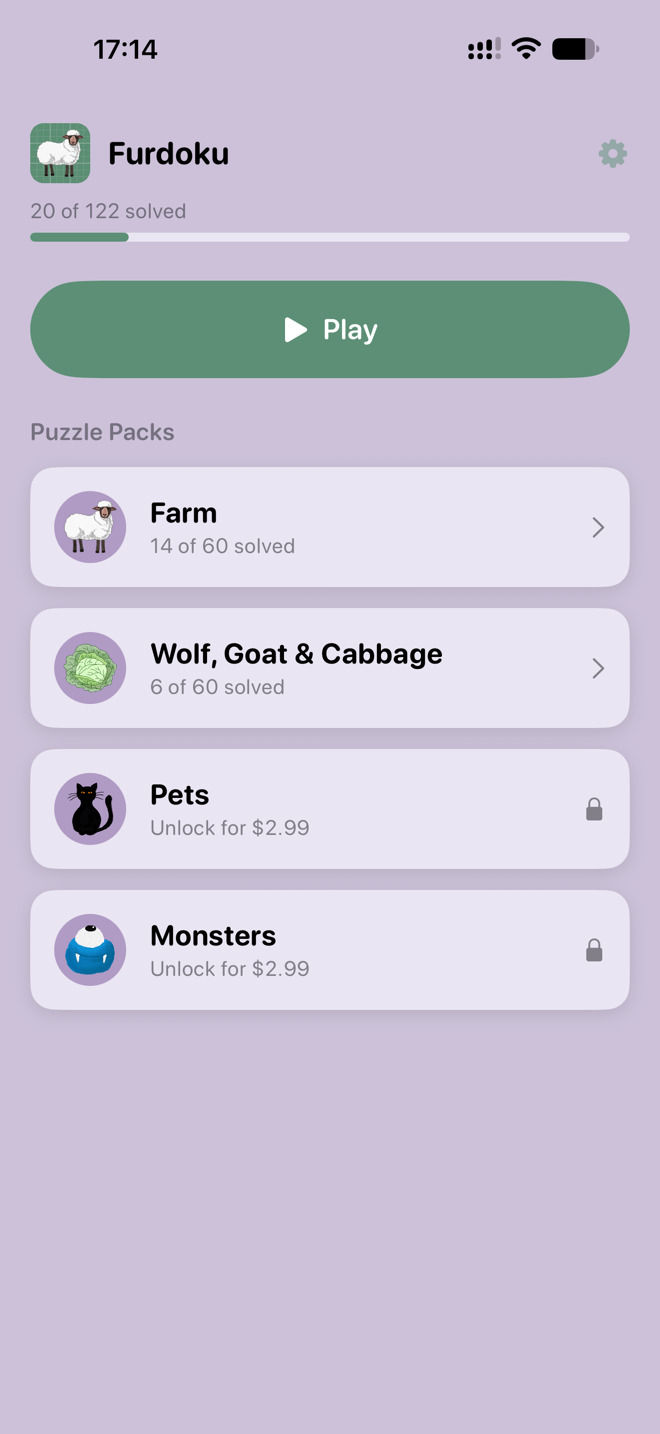 17:14
Furdoku
20 of 122 solved
Play
Puzzle Packs
Farm
14 of 60 solved
Wolf, Goat & Cabbage
6 of 60 solved
Pets
Unlock for $2.99
Monsters
Unlock for $2.99